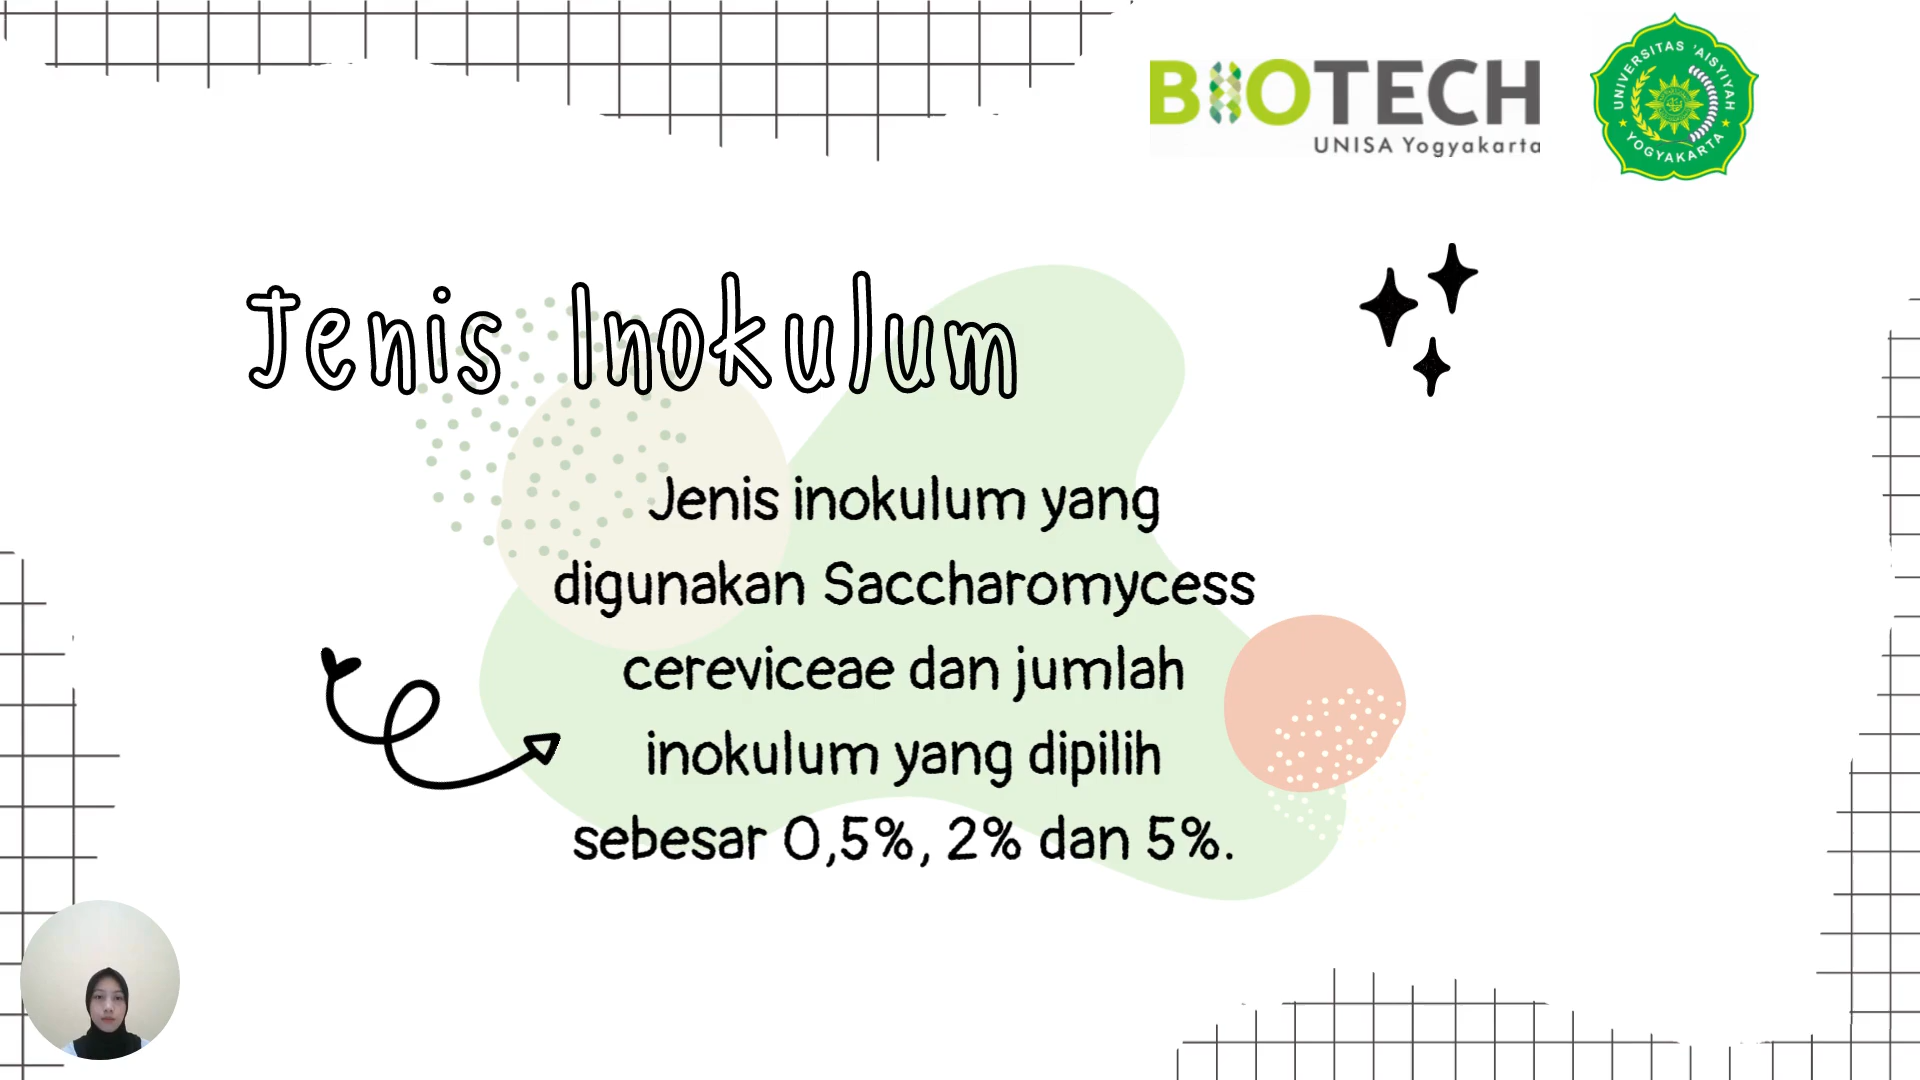 BIOTECH
UNISA Yogyakarta
UNIVERSITAS 'AISYIYAH
YOGYAKARTA
Jenis Inokulum
Jenis inokulum yang
digunakan Saccharomycess
cereviceae dan jumlah
inokulum yang dipilih
sebesar 0,5%, 2% dan 5%.